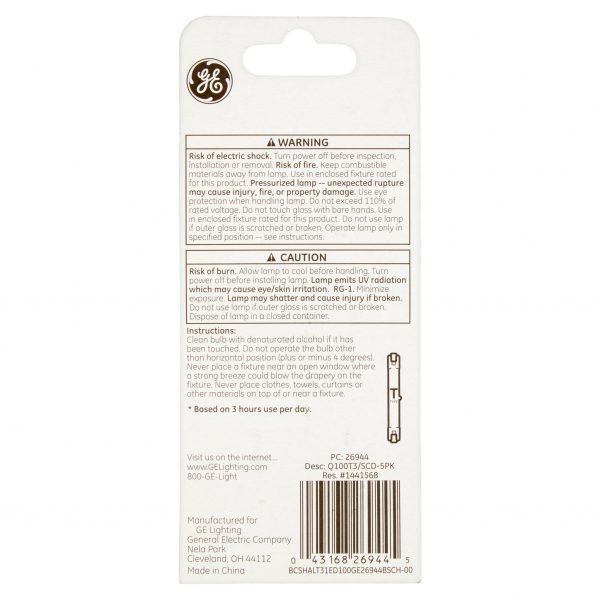 GE
⚠ WARNING
Risk of electric shock. Turn power off before inspection,
installation or removal. Risk of fire. Keep combustible
materials away from lamp. Use in enclosed fixture rated
for this product. Pressurized lamp -- unexpected rupture
may cause injury, fire, or property damage. Use eye
protection when handling lamp. Do not exceed 110% of
rated voltage. Do not touch glass with bare hands. Use
in enclosed fixture rated for this product. Do not use lamp
if outer glass is scratched or broken. Operate lamp only in
specified position -- see instructions.
⚠ CAUTION
Risk of burn. Allow lamp to cool before handling. Turn
power off before installing lamp. Lamp emits UV radiation
which may cause eye/skin irritation. RG-1. Minimize
exposure. Lamp may shatter and cause injury if broken.
Do not use lamp if outer glass is scratched or broken.
Dispose of lamp in a closed container.
Instructions:
Clean bulb with denaturated alcohol if it has
been touched. Do not operate the bulb other
than horizontal position (plus or minus 4 degrees).
Never place a fixture near an open window where
a strong breeze could blow the drapery on the
fixture. Never place clothes, towels, curtains or
other materials on top of or near a fixture.
* Based on 3 hours use per day.
T
TYPE
Visit us on the internet...
www.GELighting.com
800-GE-Light
PC: 26944
Desc: Q100T3/SCD-5PK
Res. #1441568
Manufactured for
GE Lighting
General Electric Company
Nela Park
Cleveland, OH 44112
Made in China
0 43168 26944 5
BCSHALT31ED100GE26944BSCH-00